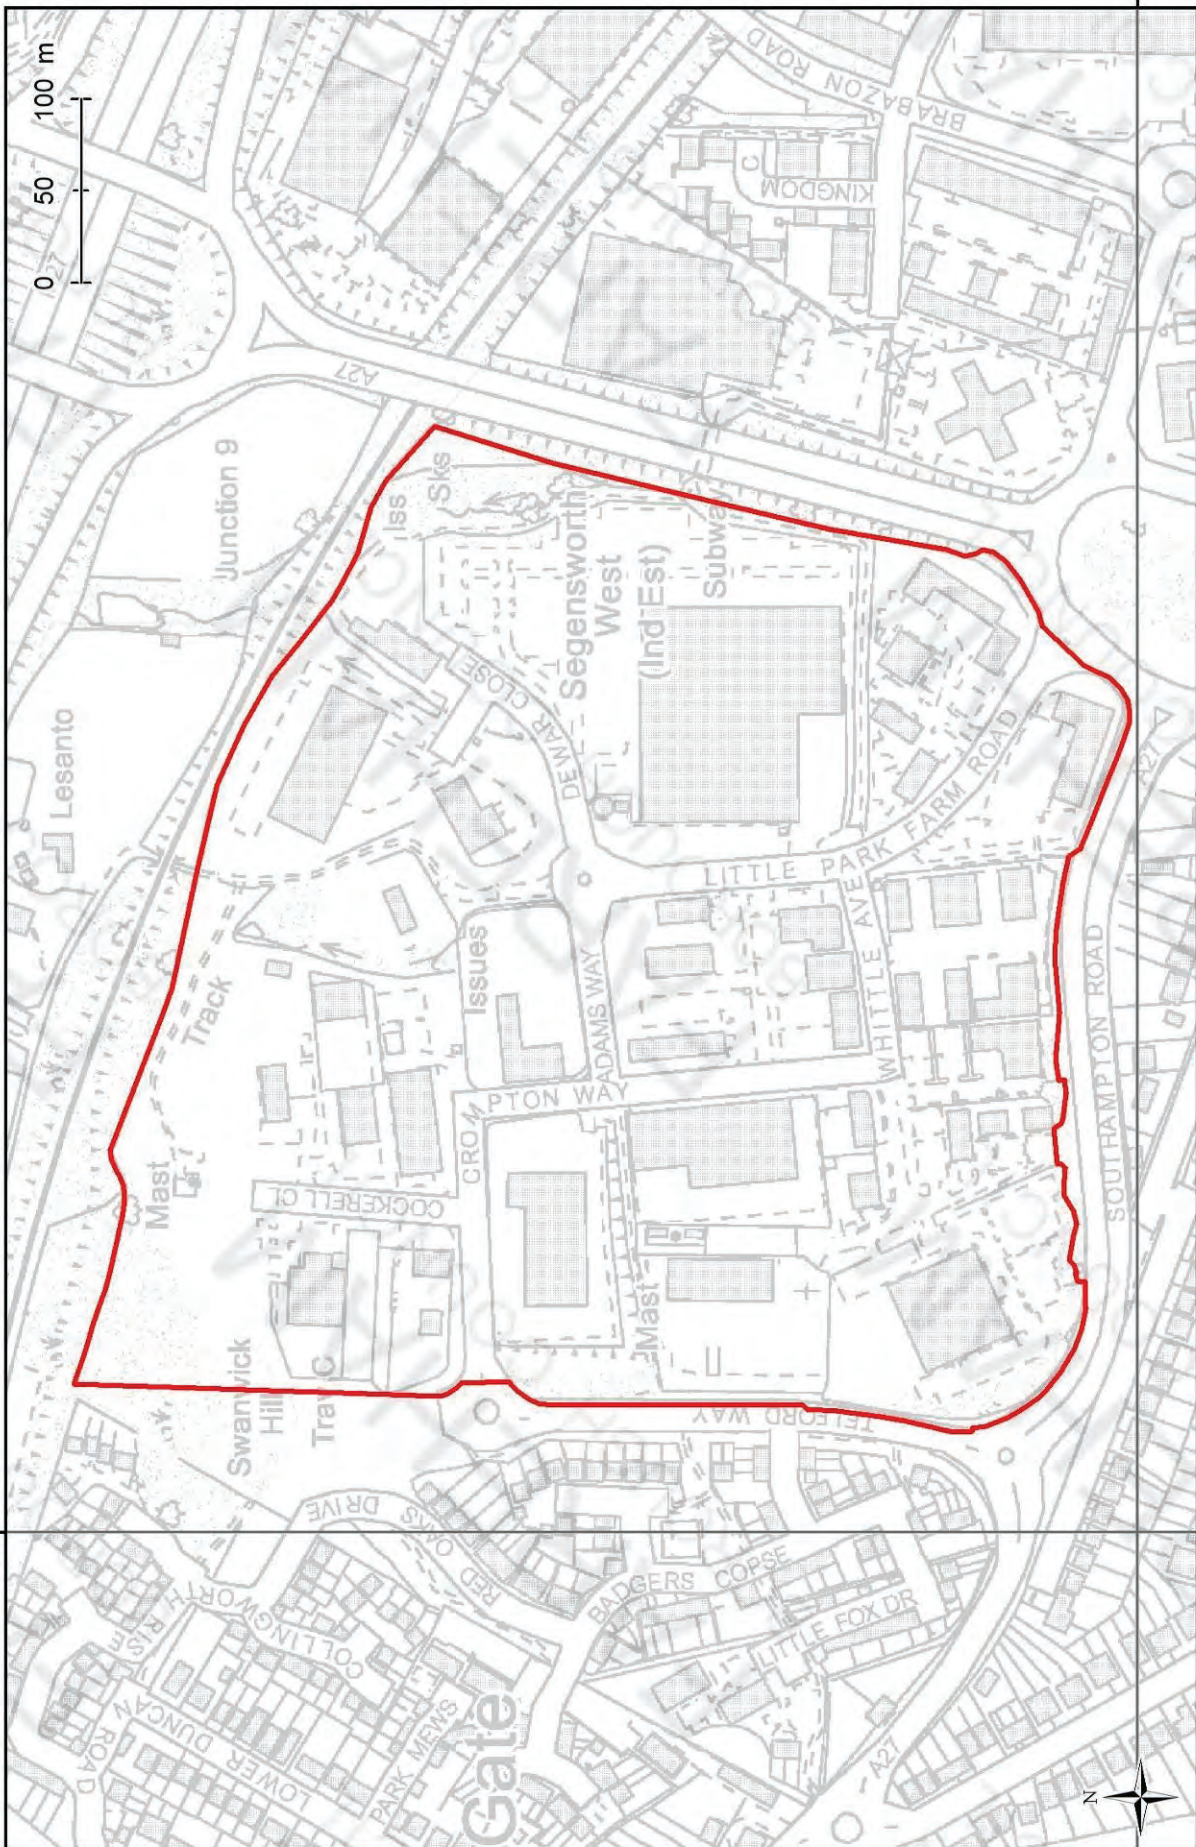 0 50 100 m
A27
BRABAZON ROAD
KINGDOM
C
A27
Junction 9
Lesanto
Iss
Sks
Segensworth
West
(Ind Est)
Subway
DEWAR CLOSE
LITTLE PARK FARM ROAD
Track
Issues
ADAMS WAY
WHITTLE AVE
Mast
CROMPTON WAY
COCKERELL CL
Mast
Swanwick
Hill
Trav C
TELFORD WAY
SOUTHAMPTON ROAD
A27
RED OAKS DRIVE
BADGERS COPSE
LITTLE FOX DR
COLLINGWORTH
RISE
LOWER DUNCAN
ROAD
PARK MEWS
Gate
A27
N